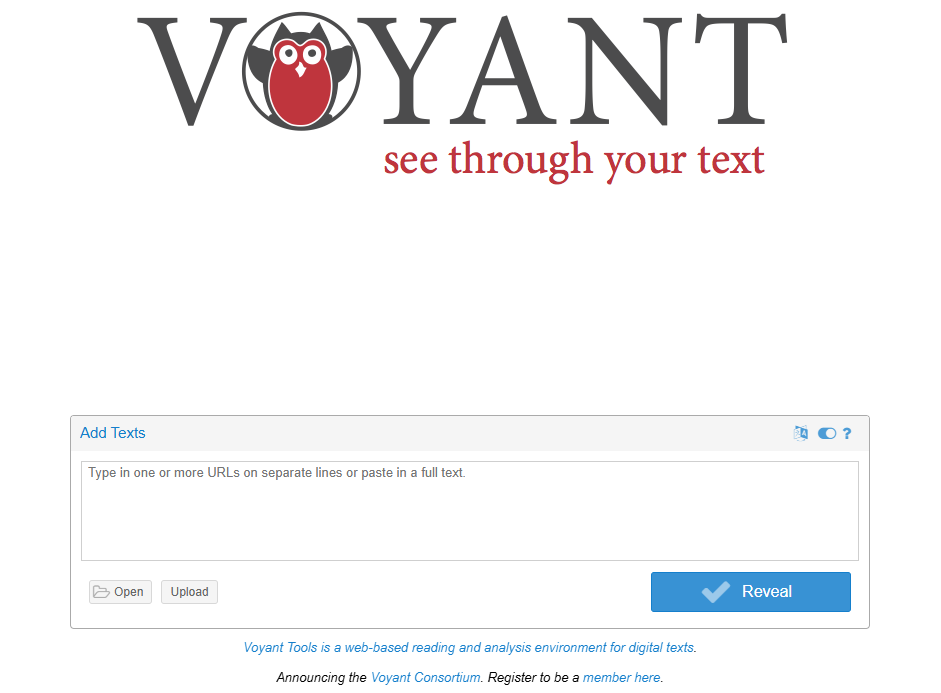 VOYANT
see through your text
Add Texts
?
Type in one or more URLs on separate lines or paste in a full text.
Open Upload Reveal
Voyant Tools is a web-based reading and analysis environment for digital texts.
Announcing the Voyant Consortium. Register to be a member here.